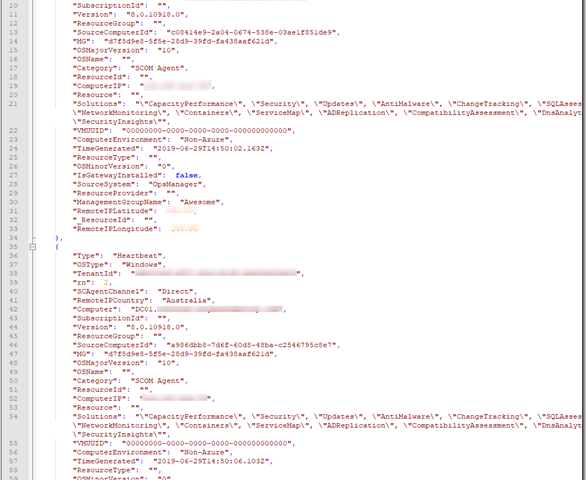 10 "SubscriptionId": "",
11 "Version": "8.0.10918.0",
12 "ResourceGroup": "",
13 "SourceComputerId": "c08414e9-2a04-0674-538e-03ae1f851de9",
14 "MG": "d7f8d9e8-5f5e-28d9-39fd-fa438aaf621d",
15 "OSMajorVersion": "10",
16 "OSName": "",
17 "Category": "SCOM Agent",
18 "ResourceId": "",
19 "ComputerIP": "
20 "Resource": "",
21 "Solutions": "\"CapacityPerformance\", \"Security\", \"Updates\", \"AntiMalware\", \"ChangeTracking\", \"SQLAsses
\"NetworkMonitoring\", \"Containers\", \"ServiceMap\", \"ADReplication\", \"CompatibilityAssessment\", \"DnsAnalyt
\"SecurityInsights\"",
22 "VMUUID": "00000000-0000-0000-0000-000000000000",
23 "ComputerEnvironment": "Non-Azure",
24 "TimeGenerated": "2019-06-29T14:50:02.163Z",
25 "ResourceType": "",
26 "OSMinorVersion": "0",
27 "IsGatewayInstalled": false,
28 "SourceSystem": "OpsManager",
29 "ResourceProvider": "",
30 "ManagementGroupName": "Awesome",
31 "RemoteIPLatitude":
32 "_ResourceId": "",
33 "RemoteIPLongitude":
34 },
35 {
36 "Type": "Heartbeat",
37 "OSType": "Windows",
38 "TenantId": "
39 "rn": 2,
40 "SCAgentChannel": "Direct",
41 "RemoteIPCountry": "Australia",
42 "Computer": "DC01.
43 "SubscriptionId": "",
44 "Version": "8.0.10918.0",
45 "ResourceGroup": "",
46 "SourceComputerId": "a986dbb8-7d6f-60d8-48ba-c2546795c8e7",
47 "MG": "d7f8d9e8-5f5e-28d9-39fd-fa438aaf621d",
48 "OSMajorVersion": "10",
49 "OSName": "",
50 "Category": "SCOM Agent",
51 "ResourceId": "",
52 "ComputerIP": "
53 "Resource": "",
54 "Solutions": "\"CapacityPerformance\", \"Security\", \"Updates\", \"AntiMalware\", \"ChangeTracking\", \"SQLAsses
\"NetworkMonitoring\", \"Containers\", \"ServiceMap\", \"ADReplication\", \"CompatibilityAssessment\", \"DnsAnalyt
\"SecurityInsights\"",
55 "VMUUID": "00000000-0000-0000-0000-000000000000",
56 "ComputerEnvironment": "Non-Azure",
57 "TimeGenerated": "2019-06-29T14:50:06.103Z",
58 "ResourceType": "",
59 "OSMinorVersion": "0"